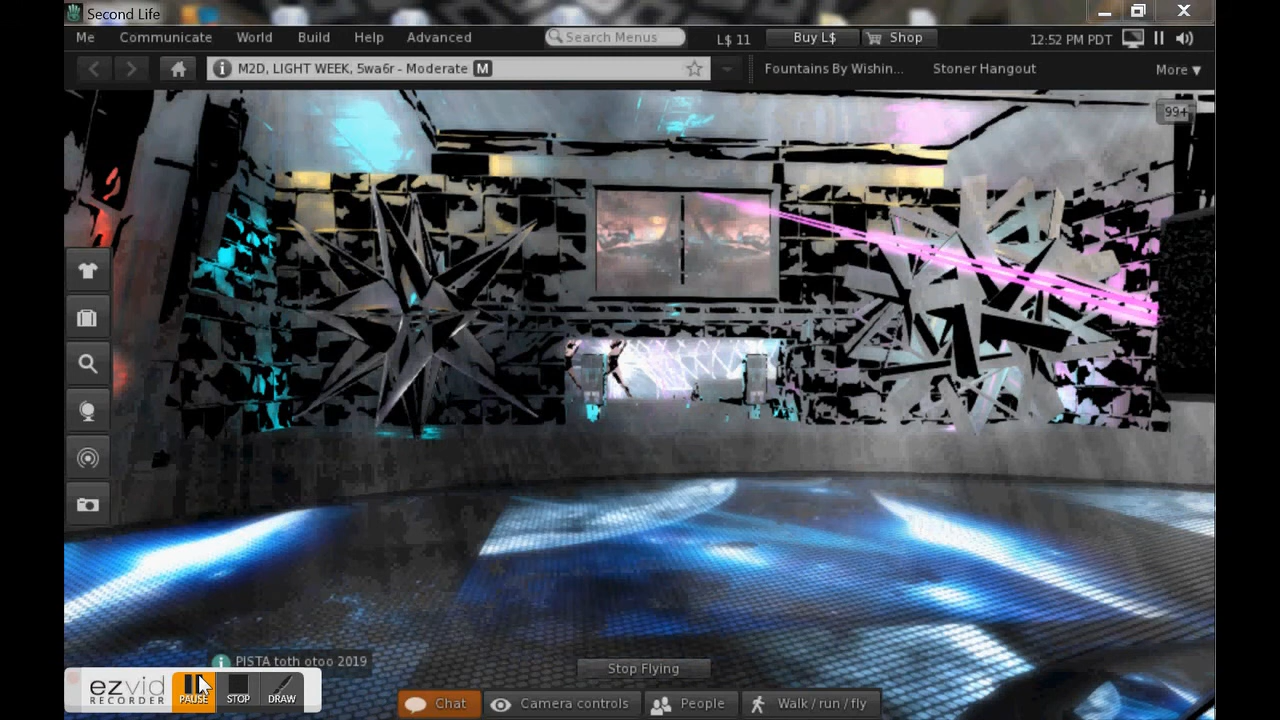 Second Life
Me Communicate World Build Help Advanced Search Menus L$ 11 Buy L$ Shop 12:52 PM PDT
M2D, LIGHT WEEK, 5wa6r - Moderate M Fountains By Wishin... Stoner Hangout More
99+
PISTA toth otoo 2019
Stop Flying
ezvid
RECORDER
PAUSE STOP DRAW
Chat Camera controls People Walk / run / fly